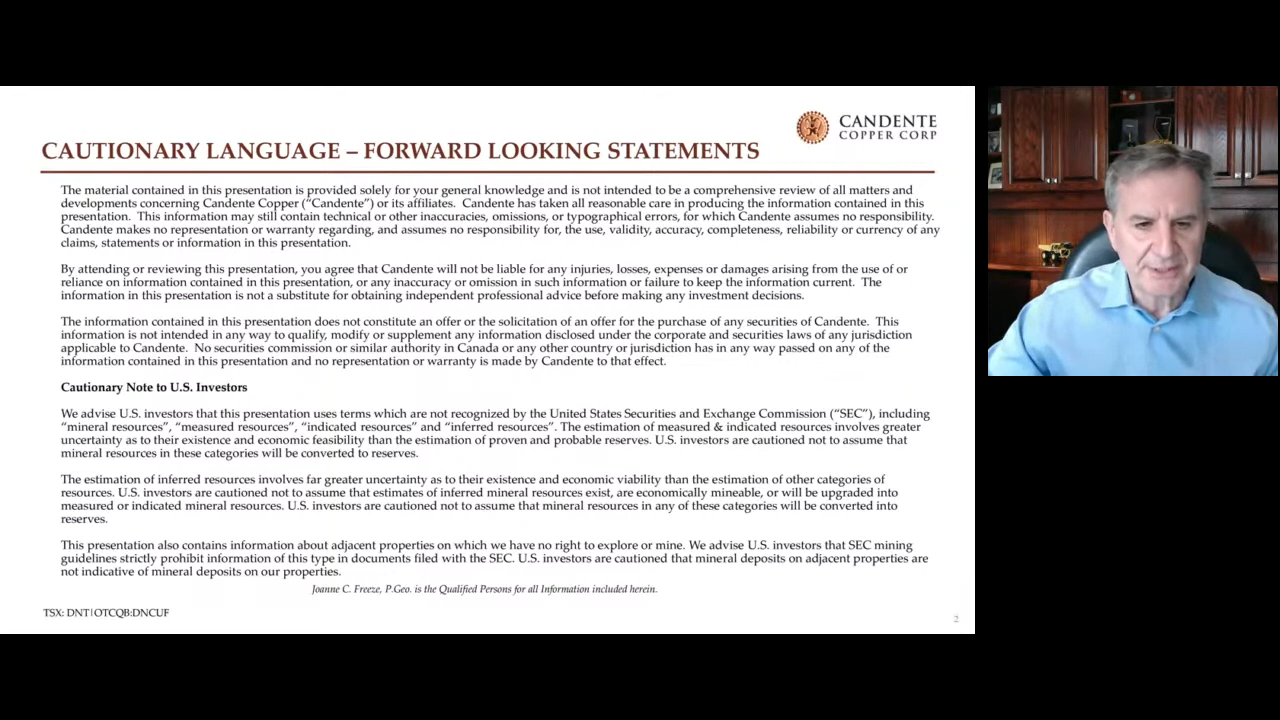 CANDENTE
COPPER CORP
CAUTIONARY LANGUAGE – FORWARD LOOKING STATEMENTS
The material contained in this presentation is provided solely for your general knowledge and is not intended to be a comprehensive review of all matters and
developments concerning Candente Copper (“Candente”) or its affiliates. Candente has taken all reasonable care in producing the information contained in this
presentation. This information may still contain technical or other inaccuracies, omissions, or typographical errors, for which Candente assumes no responsibility.
Candente makes no representation or warranty regarding, and assumes no responsibility for, the use, validity, accuracy, completeness, reliability or currency of any
claims, statements or information in this presentation.
By attending or reviewing this presentation, you agree that Candente will not be liable for any injuries, losses, expenses or damages arising from the use of or
reliance on information contained in this presentation, or any inaccuracy or omission in such information or failure to keep the information current. The
information in this presentation is not a substitute for obtaining independent professional advice before making any investment decisions.
The information contained in this presentation does not constitute an offer or the solicitation of an offer for the purchase of any securities of Candente. This
information is not intended in any way to qualify, modify or supplement any information disclosed under the corporate and securities laws of any jurisdiction
applicable to Candente. No securities commission or similar authority in Canada or any other country or jurisdiction has in any way passed on any of the
information contained in this presentation and no representation or warranty is made by Candente to that effect.
Cautionary Note to U.S. Investors
We advise U.S. investors that this presentation uses terms which are not recognized by the United States Securities and Exchange Commission (“SEC”), including
“mineral resources”, “measured resources”, “indicated resources” and “inferred resources”. The estimation of measured & indicated resources involves greater
uncertainty as to their existence and economic feasibility than the estimation of proven and probable reserves. U.S. investors are cautioned not to assume that
mineral resources in these categories will be converted to reserves.
The estimation of inferred resources involves far greater uncertainty as to their existence and economic viability than the estimation of other categories of
resources. U.S. investors are cautioned not to assume that estimates of inferred mineral resources exist, are economically mineable, or will be upgraded into
measured or indicated mineral resources. U.S. investors are cautioned not to assume that mineral resources in any of these categories will be converted into
reserves.
This presentation also contains information about adjacent properties on which we have no right to explore or mine. We advise U.S. investors that SEC mining
guidelines strictly prohibit information of this type in documents filed with the SEC. U.S. investors are cautioned that mineral deposits on adjacent properties are
not indicative of mineral deposits on our properties.
Joanne C. Freeze, P.Geo. is the Qualified Persons for all Information included herein.
TSX: DNT|OTCQB:DNCUF
2